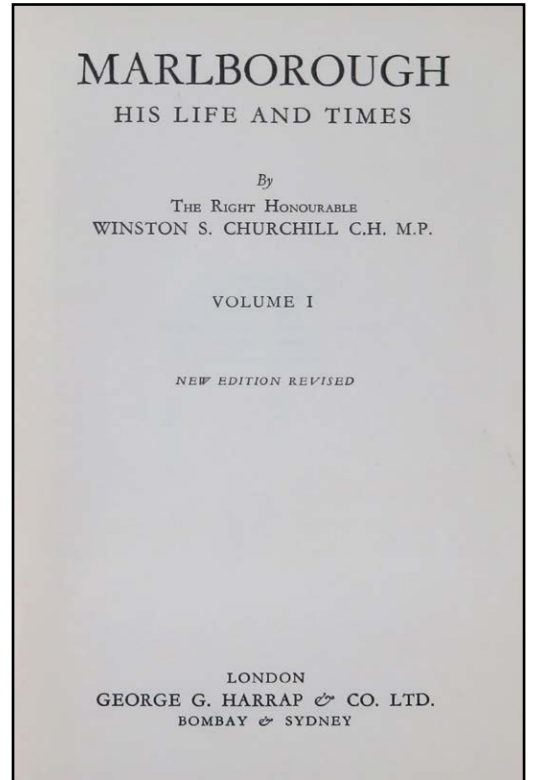 MARLBOROUGH
HIS LIFE AND TIMES
By
THE RIGHT HONOURABLE
WINSTON S. CHURCHILL C.H. M.P.
VOLUME I
NEW EDITION REVISED
LONDON
GEORGE G. HARRAP & CO. LTD.
BOMBAY & SYDNEY